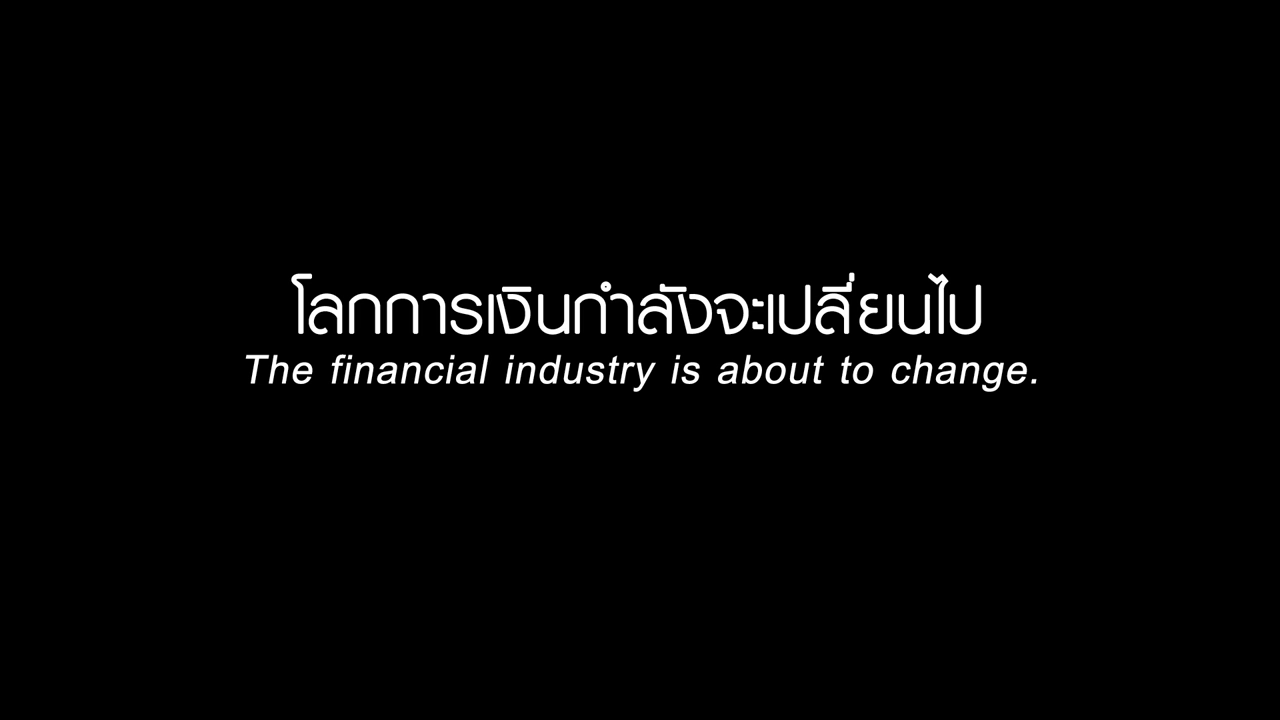 โลกการเงินกำลังจะเปลี่ยนไป
The financial industry is about to change.